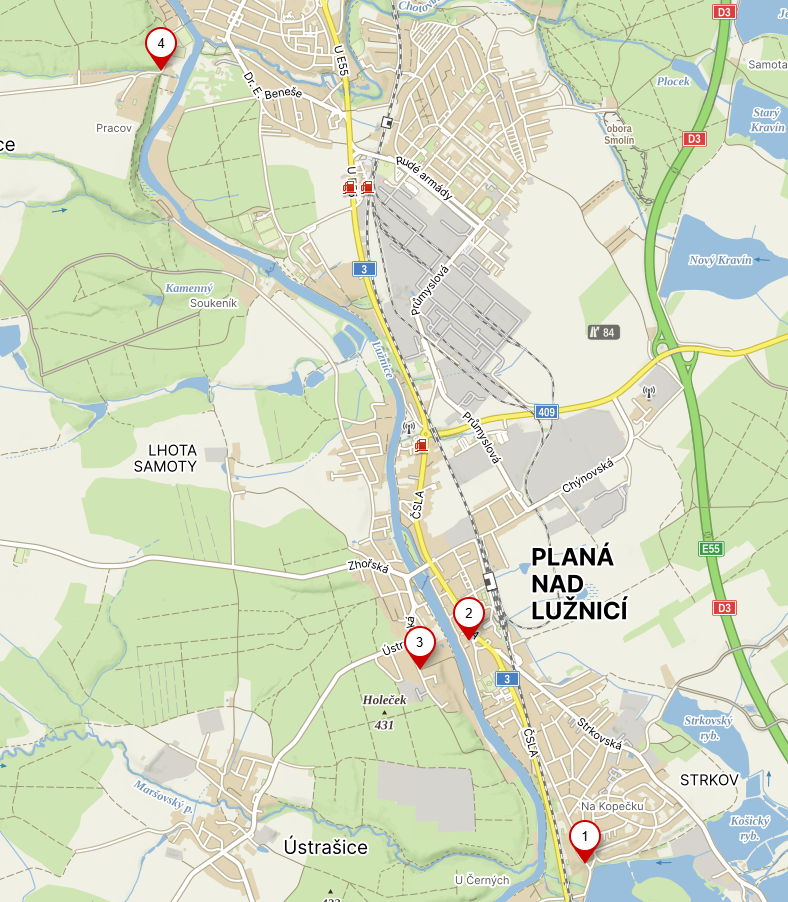 Chotov
D3
4
U E55
Samota
Plocek
Dr. E. Beneše
Starý
Kravín
Pracov
obora
Smolín
D3
ce
Rudé armády
3
Nový Kravín
Kamenný
Soukeník
Průmyslová
84
Lužnice
409
Průmyslová
LHOTA
SAMOTY
Chýnovská
ČSLA
E55
PLANÁ
NAD
LUŽNICÍ
Zhořská
D3
2
3
3
Holeček
431
Strkovský
ryb.
Strkovská
ČSLA
STRKOV
Maršovský p.
Na Kopečku
Košický
ryb.
1
Ústrašice
U Černých